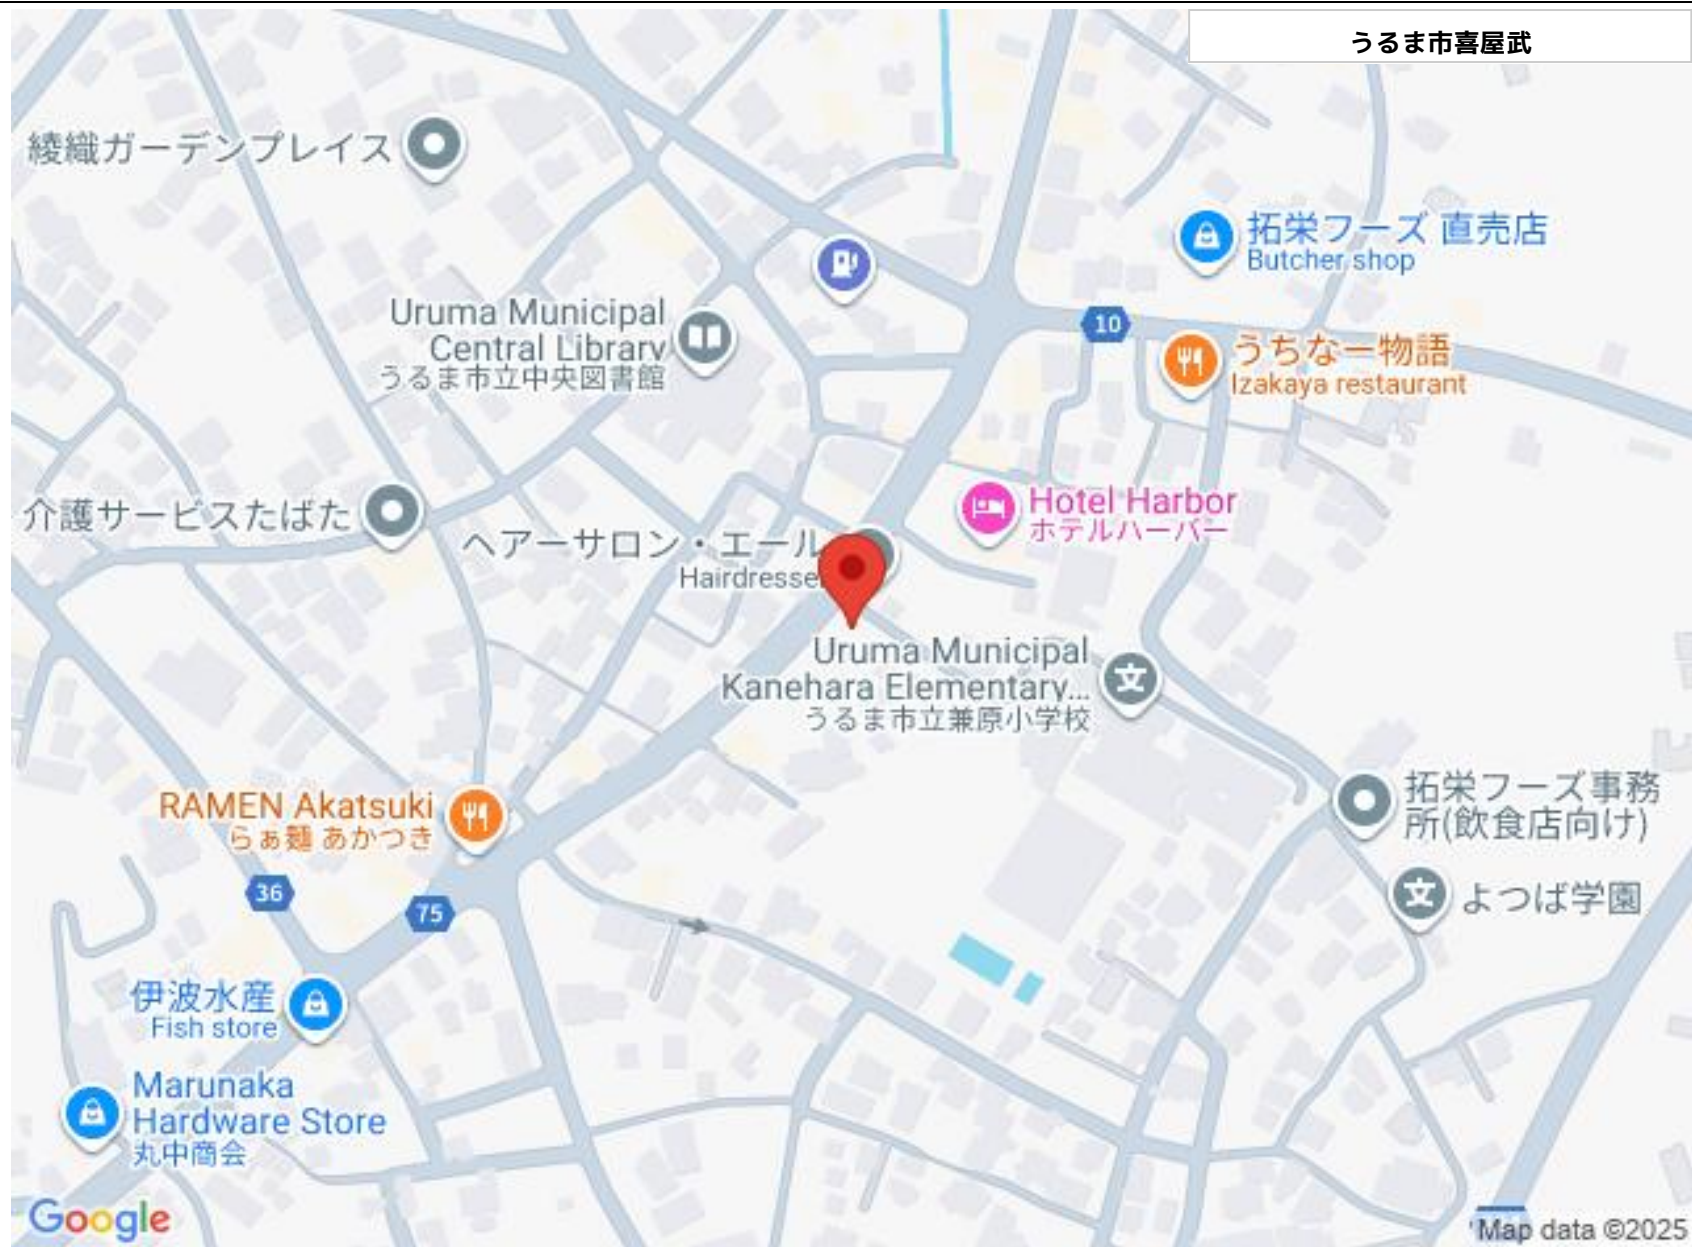 うるま市喜屋武
綾織ガーデンプレイス
拓栄フーズ 直売店
Butcher shop
Uruma Municipal
Central Library
うるま市立中央図書館
10
うちなー物語
Izakaya restaurant
介護サービスたばた
ヘアーサロン・エール
Hairdresse
Hotel Harbor
ホテルハーバー
Uruma Municipal
Kanehara Elementary...
うるま市立兼原小学校
文
RAMEN Akatsuki
らぁ麺 あかつき
拓栄フーズ事務
所(飲食店向け)
36
75
文
よつば学園
伊波水産
Fish store
Marunaka
Hardware Store
丸中商会
Google
Map data ©2025